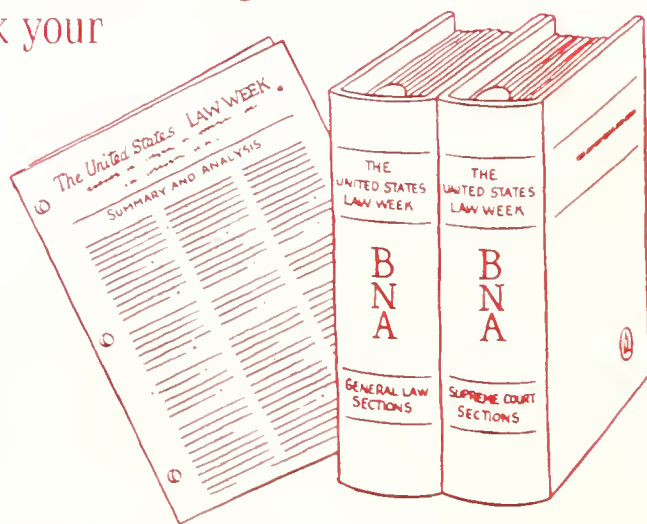 k your
The United States LAW WEEK
SUMMARY AND ANALYSIS
THE
UNITED STATES
LAW WEEK
B
N
A
GENERAL LAW
SECTIONS
THE
UNITED STATES
LAW WEEK
B
N
A
SUPREME COURT
SECTIONS